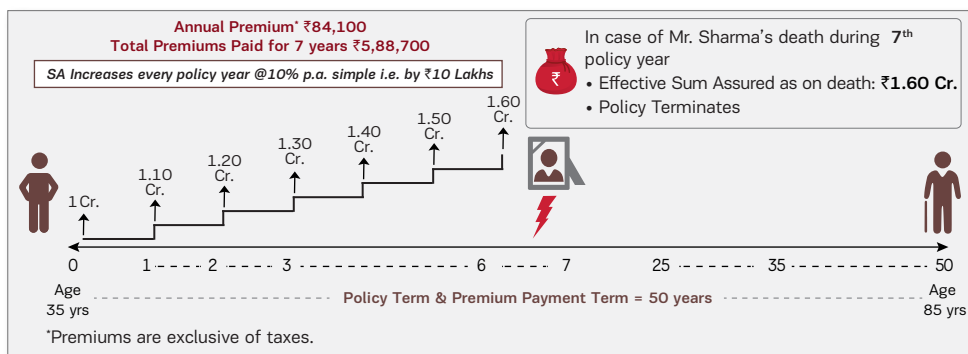 Annual Premium* ₹84,100
Total Premiums Paid for 7 years ₹5,88,700
SA Increases every policy year @10% p.a. simple i.e. by ₹10 Lakhs
In case of Mr. Sharma's death during 7th
policy year
• Effective Sum Assured as on death: ₹1.60 Cr.
• Policy Terminates
₹
1 Cr.
1.10
Cr.
1.20
Cr.
1.30
Cr.
1.40
Cr.
1.50
Cr.
1.60
Cr.
0 1 2 3 6 7 25 35 50
Age
35 yrs
Policy Term & Premium Payment Term = 50 years
Age
85 yrs
*Premiums are exclusive of taxes.